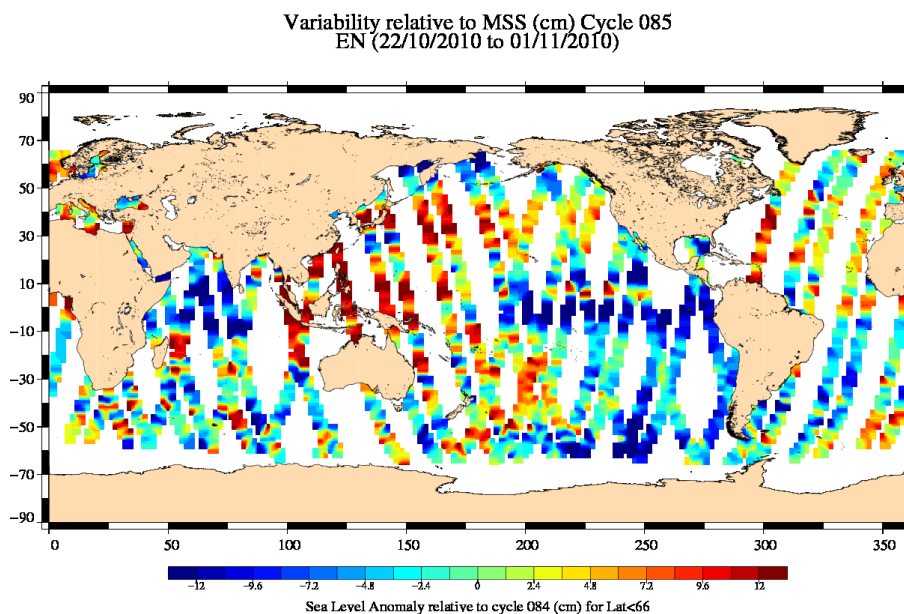 Variability relative to MSS (cm) Cycle 085
EN (22/10/2010 to 01/11/2010)
90
70
50
30
10
−10
−30
−50
−70
−90
0 50 100 150 200 250 300 350
−12 −9.6 −7.2 −4.8 −2.4 0 2.4 4.8 7.2 9.6 12
Sea Level Anomaly relative to cycle 084 (cm) for Lat<66